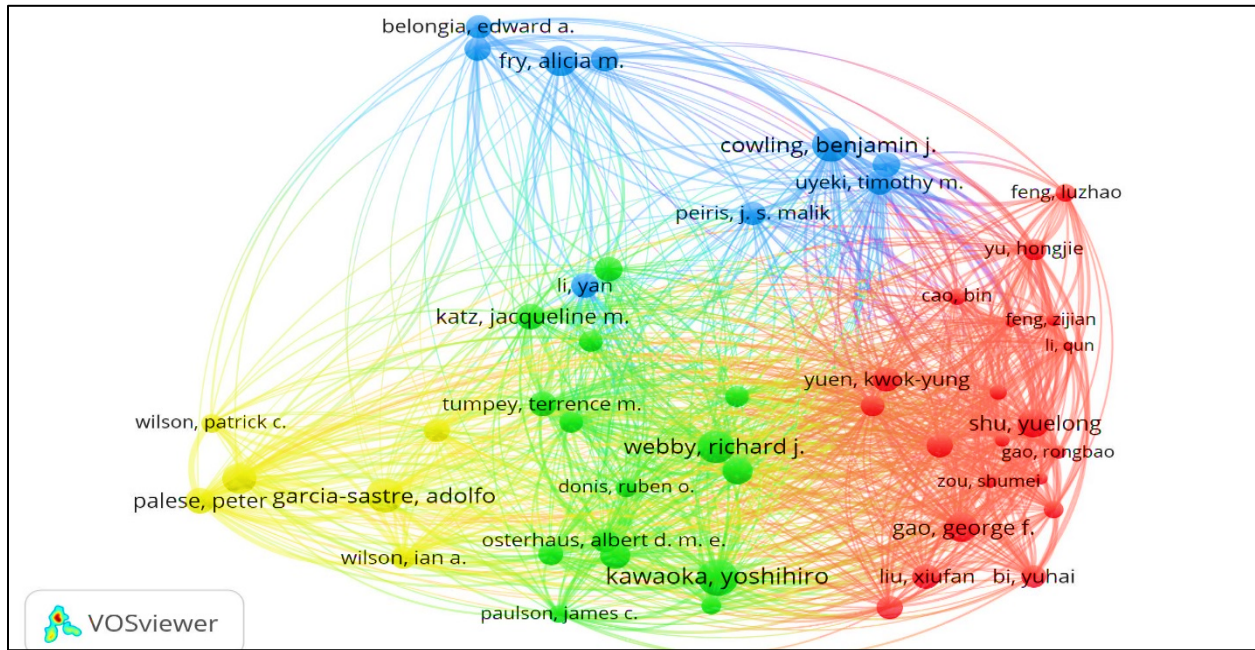 belongia, edward a.
fry, alicia m.
cowling, benjamin j.
uyeki, timothy m.
feng, luzhao
peiris, j. s. malik
yu, hongjie
li, yan
cao, bin
katz, jacqueline m.
feng, zijian
li, qun
yuen, kwok-yung
tumpey, terrence m.
wilson, patrick c.
shu, yuelong
webby, richard j.
gao, rongbao
donis, ruben o.
zou, shumei
palese, peter
garcia-sastre, adolfo
gao, george f.
osterhaus, albert d. m. e.
wilson, ian a.
kawaoka, yoshihiro
liu, xiufan
bi, yuhai
paulson, james c.
VOSviewer